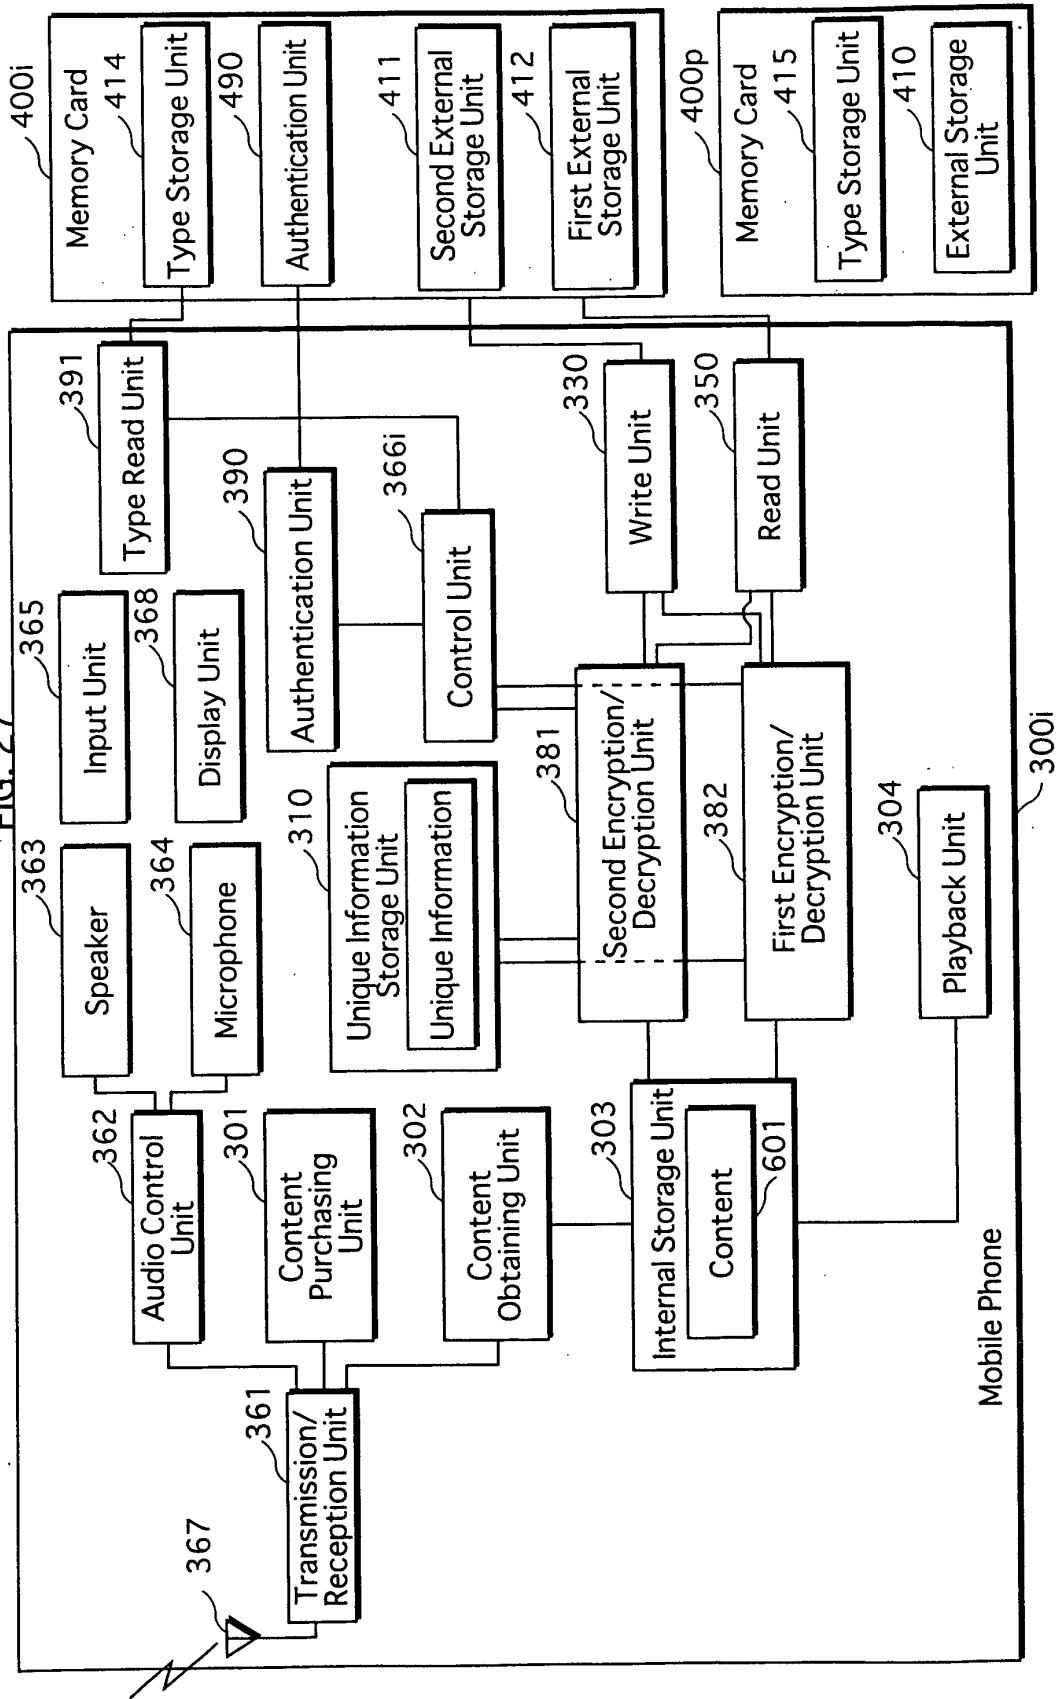 FIG. 27
367
361
Transmission/
Reception Unit
362
Audio Control
Unit
363
Speaker
364
Microphone
365
Input Unit
368
Display Unit
391
Type Read Unit
301
Content
Purchasing
Unit
302
Content
Obtaining Unit
310
Unique Information
Storage Unit
Unique Information
390
Authentication Unit
366i
Control Unit
303
Internal Storage Unit
Content
601
381
Second Encryption/
Decryption Unit
382
First Encryption/
Decryption Unit
330
Write Unit
350
Read Unit
304
Playback Unit
Mobile Phone
300i
400i
Memory Card
414
Type Storage Unit
490
Authentication Unit
411
Second External
Storage Unit
412
First External
Storage Unit
400p
Memory Card
415
Type Storage Unit
410
External Storage
Unit